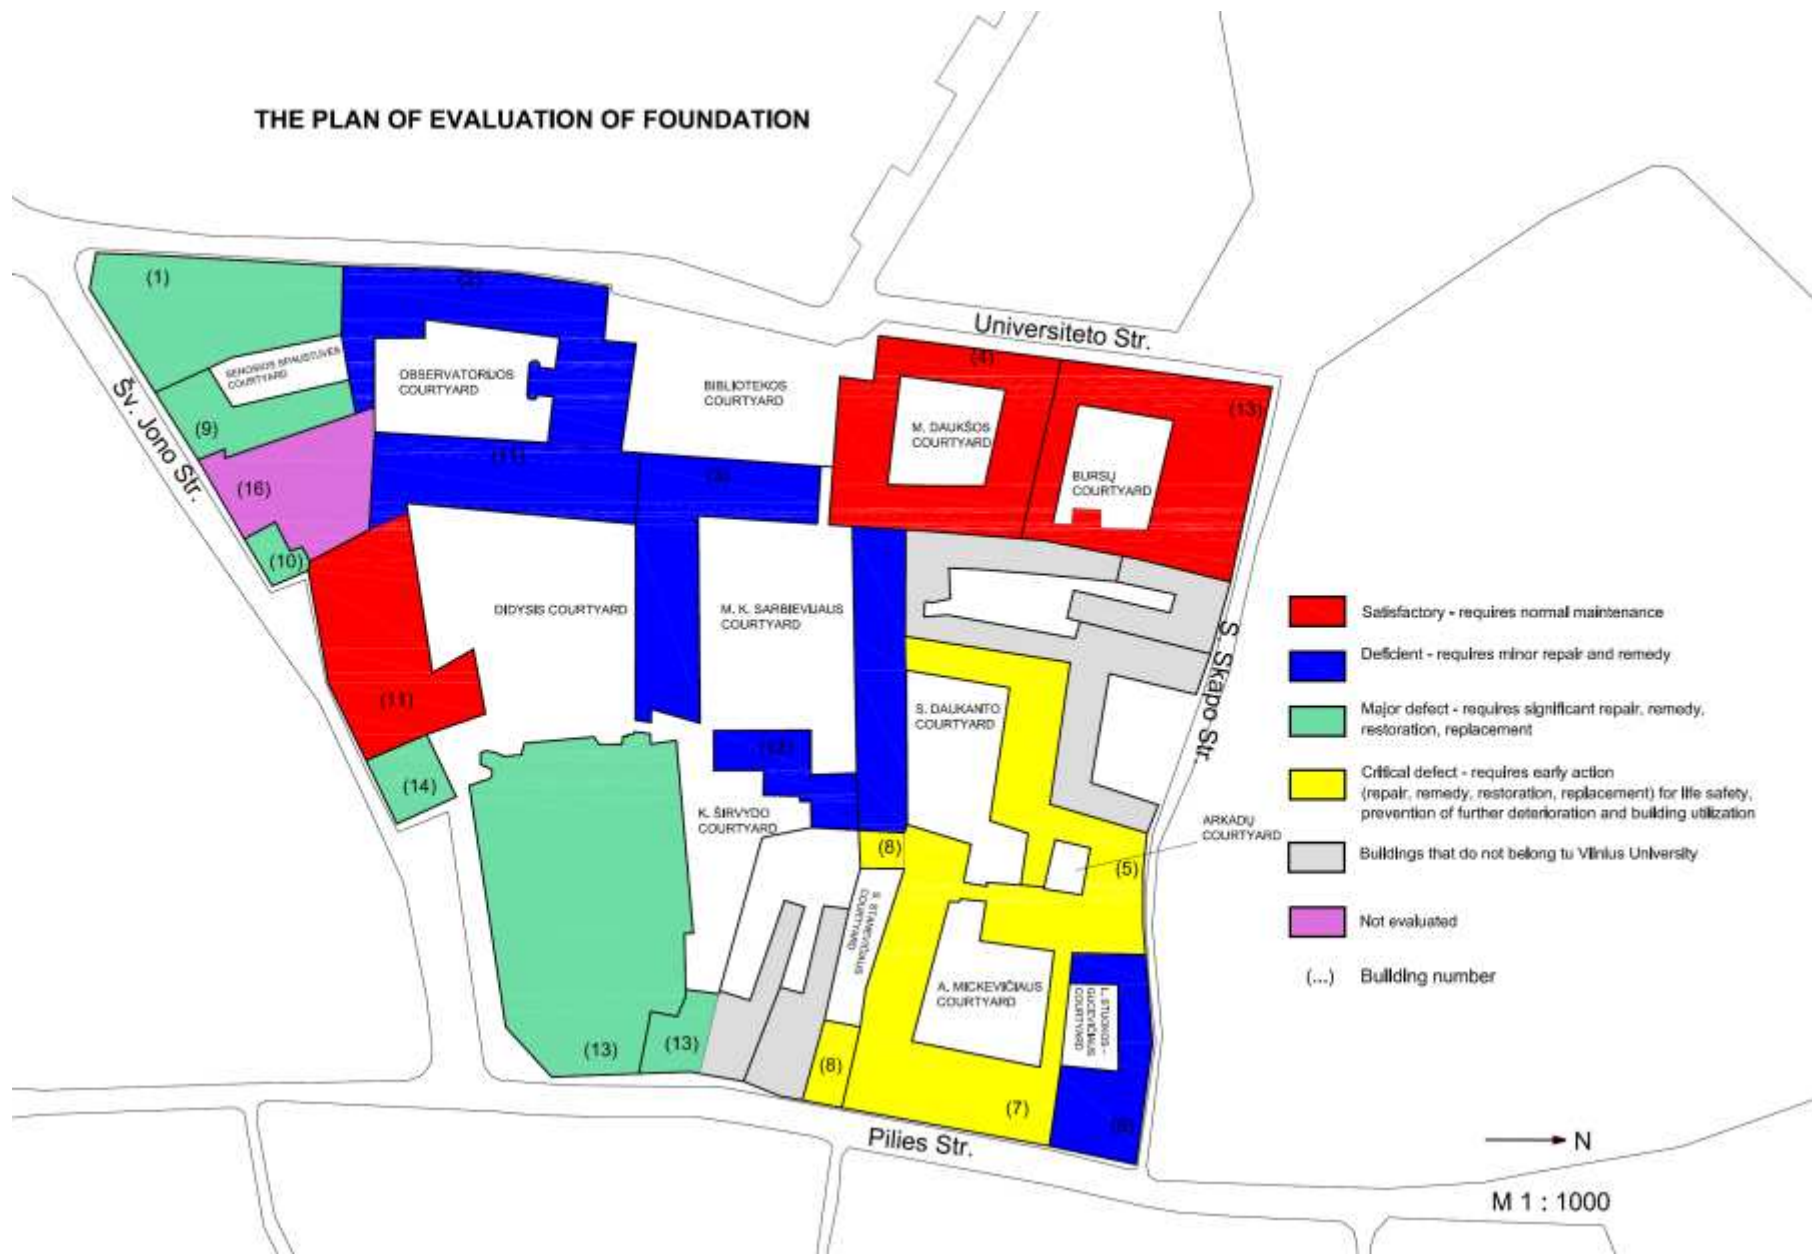 THE PLAN OF EVALUATION OF FOUNDATION
(1)
Universiteto Str.
(4)
SENOSIOS SPAUSTUVĖS
COURTYARD
OBSERVATORIJOS
COURTYARD
BIBLIOTEKOS
COURTYARD
Šv. Jono Str.
(9)
M. DAUKŠOS
COURTYARD
(13)
BURSŲ
COURTYARD
(16)
(10)
DIDYSIS COURTYARD
M. K. SARBIEVIJAUS
COURTYARD
S. Skapo Str.
(11)
S. DAUKANTO
COURTYARD
(14)
K. ŠIRVYDO
COURTYARD
(8)
ARKADŲ
COURTYARD
(5)
S. STANEVIČIAUS
COURTYARD
A. MICKEVIČIAUS
COURTYARD
L. STUOKOS –
GUCEVIČIAUS
COURTYARD
(13)
(13)
(8)
(7)
Pilies Str.
Satisfactory - requires normal maintenance
Deficient - requires minor repair and remedy
Major defect - requires significant repair, remedy,
restoration, replacement
Critical defect - requires early action
(repair, remedy, restoration, replacement) for life safety,
prevention of further deterioration and building utilization
Buildings that do not belong tu Vilnius University
Not evaluated
(...) Building number
N
M 1 : 1000